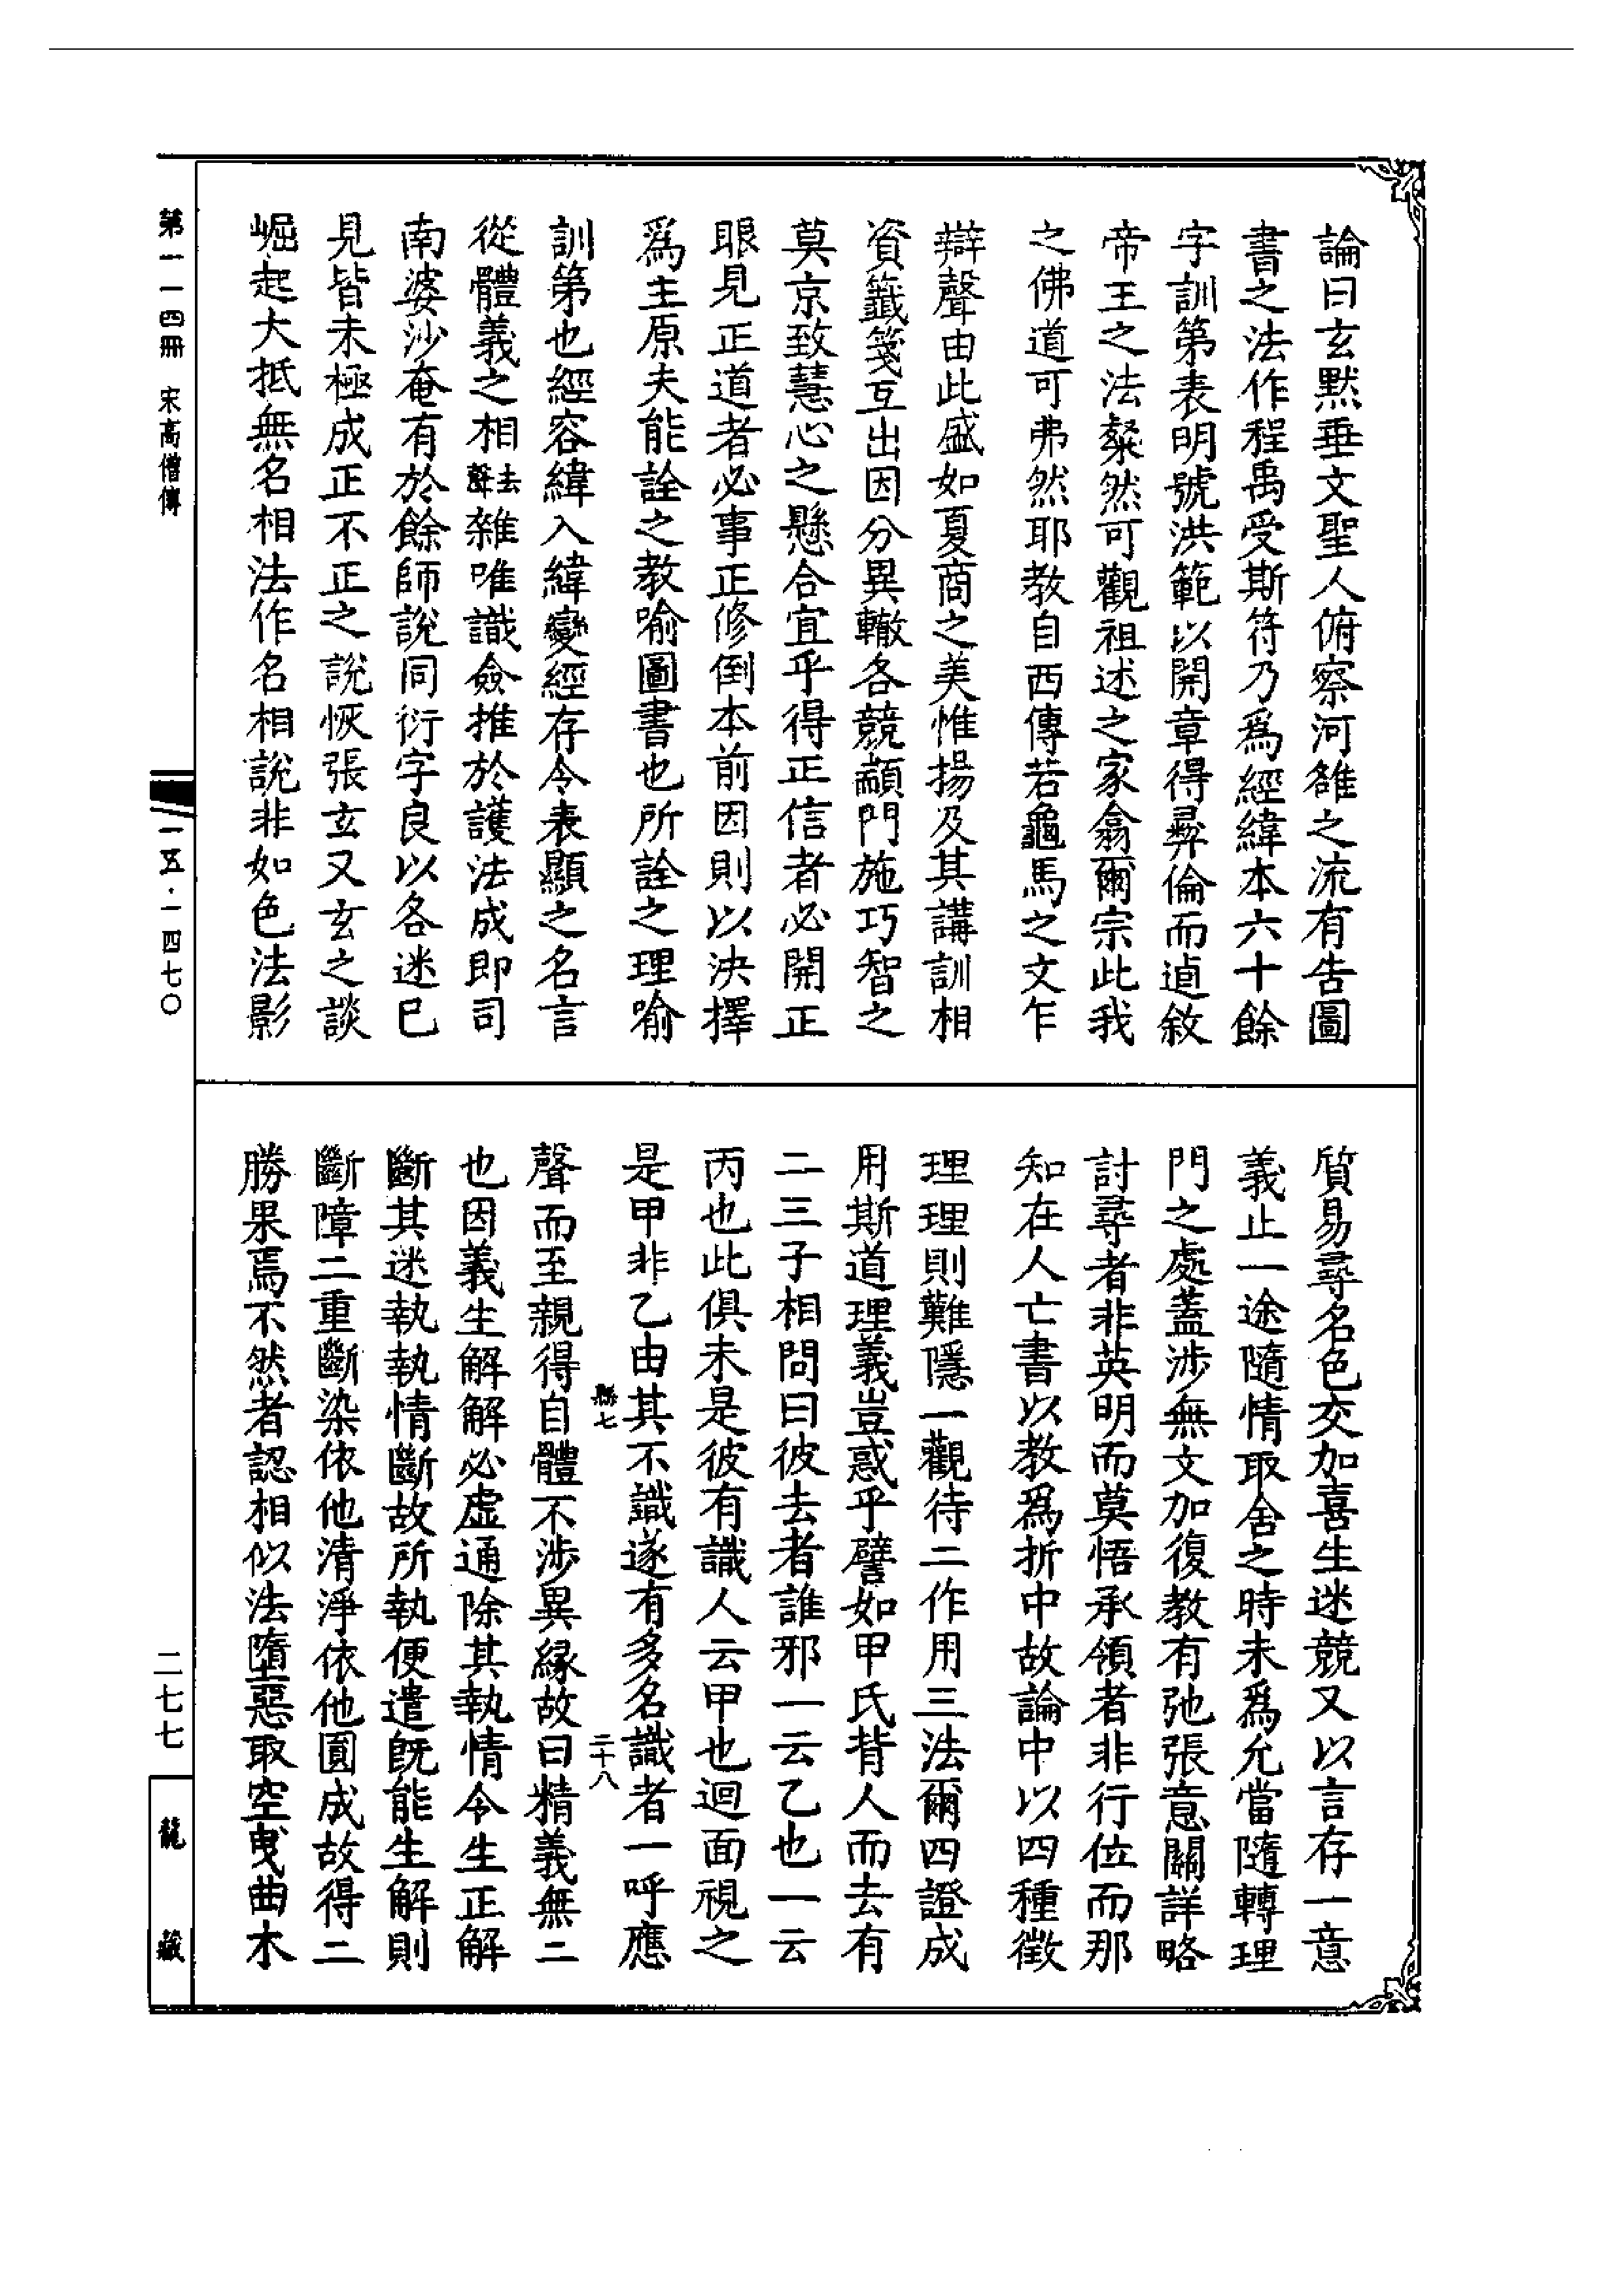 論曰玄默垂文聖人俯察河雒之流有告圖
書之法作程禹受斯符乃爲經緯本六十餘
字訓第表明號洪範以開章得彛倫而逌敘
帝王之法粲然可觀祖述之家翕爾宗此我
之佛道可弗然耶教自西傳若龜馬之文乍
辯聲由此盛如夏商之美惟揚及其講訓相
資籤箋互出因分異轍各競顓門施巧智之
莫京致慧心之懸合宜乎得正信者必開正
眼見正道者必事正修倒本前因則以決擇
爲主原夫能詮之教喻圖書也所詮之理喻
訓第也經容緯入緯變經存令表顯之名言
從體義之相去聲雜唯識僉推於護法成即司
南婆沙奄有於餘師說同衍字良以各迷巳
見皆未極成正不正之說恢張玄又玄之談
崛起大抵無名相法作名相說非如色法影
質易尋名色交加喜生迷競又以言存一意
義止一途隨情取舍之時未爲允當隨轉理
門之處蓋涉無文加復教有弛張意關詳略
討尋者非英明而莫悟承領者非行位而那
知在人亡書以教爲折中故論中以四種徵
理理則難隱一觀待二作用三法爾四證成
用斯道理義豈惑乎譬如甲氏背人而去有
二三子相問曰彼去者誰邪一云乙也一云
丙也此俱未是彼有識人云甲也迴面視之
是甲非乙由其不識遂有多名識者一呼應
縣七
二十八
聲而至親得自體不涉異緣故曰精義無二
也因義生解解必虛通除其執情令生正解
斷其迷執執情斷故所執便遣旣能生解則
斷障二重斷染依他清淨依他圓成故得二
勝果焉不然者認相似法墮惡取空曳曲木
第一一四冊 宋高僧傳
一五·一四七〇
二七七
龍藏